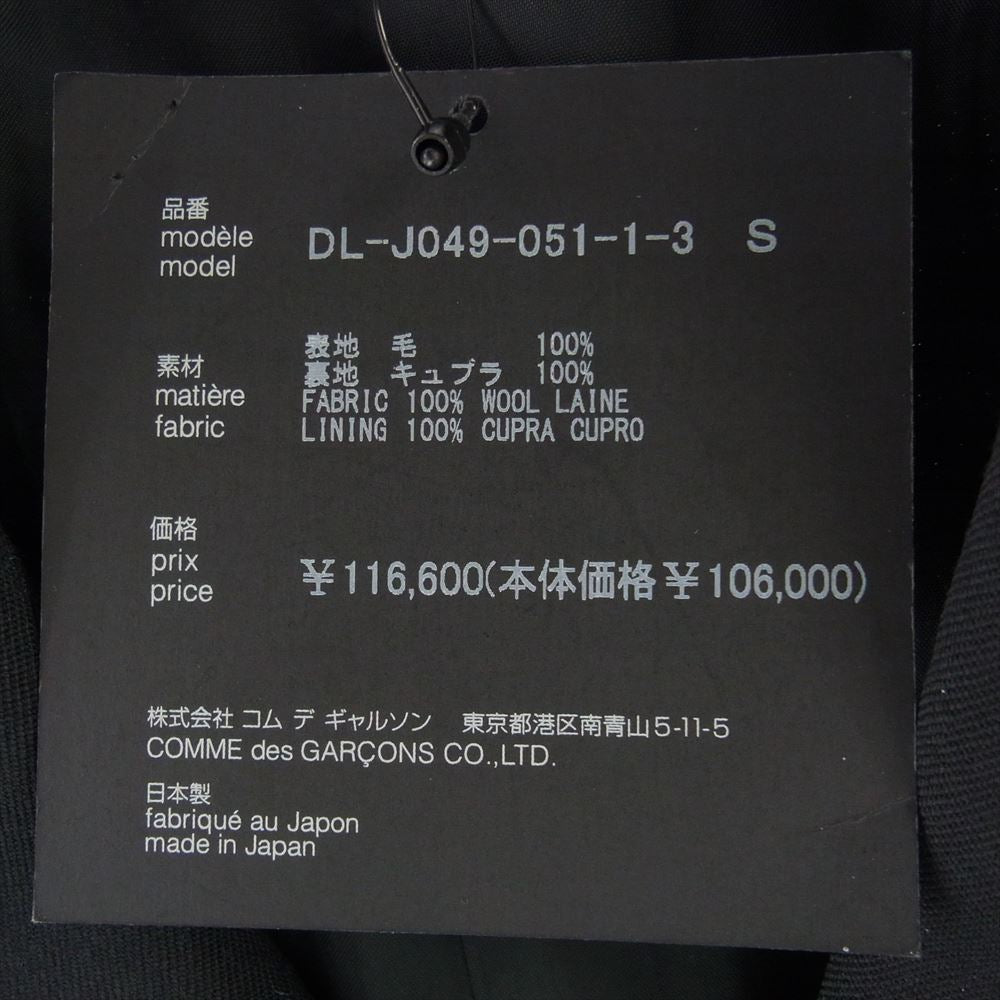 品番
modèle
model
DL-J049-051-1-3 S
素材
matière
fabric
表地 毛 100%
裏地 キュプラ 100%
FABRIC 100% WOOL LAINE
LINING 100% CUPRA CUPRO
価格
prix
price
¥116,600(本体価格¥106,000)
株式会社 コム デ ギャルソン 東京都港区南青山5-11-5
COMME des GARÇONS CO.,LTD.
日本製
fabriqué au Japon
made in Japan